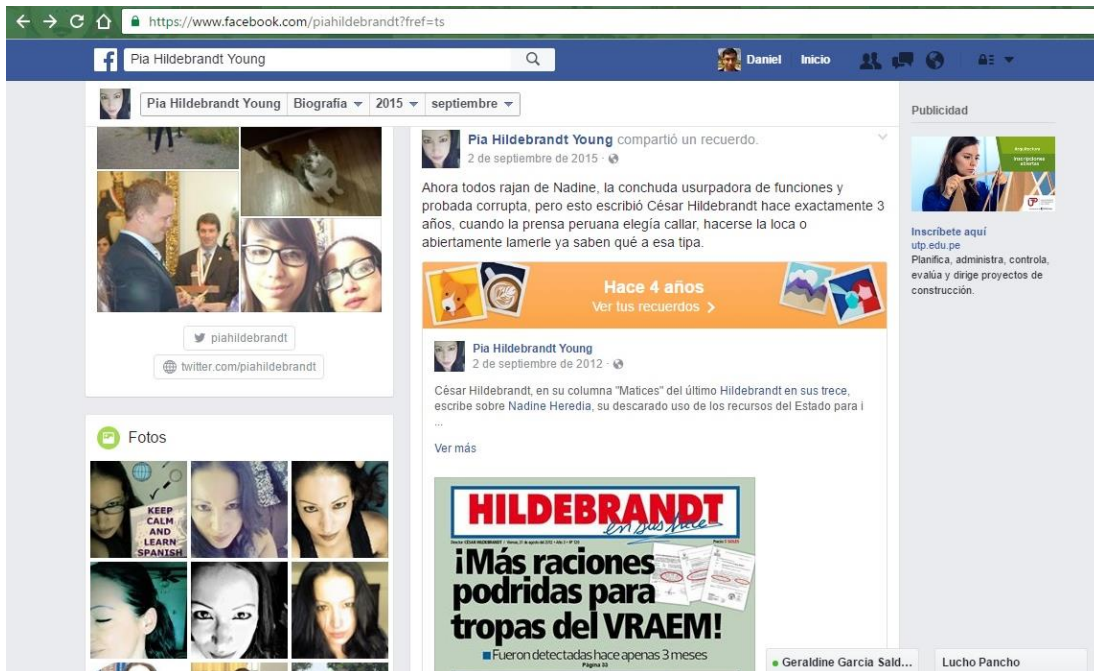 https://www.facebook.com/piahildebrandt?fref=ts
Pia Hildebrandt Young
Daniel Inicio
Pia Hildebrandt Young Biografía 2015 septiembre
piahildebrandt
twitter.com/piahildebrandt
Fotos
KEEP
CALM
AND
LEARN
SPANISH
Pia Hildebrandt Young compartió un recuerdo.
2 de septiembre de 2015
Ahora todos rajan de Nadine, la conchuda usurpadora de funciones y
probada corrupta, pero esto escribió César Hildebrandt hace exactamente 3
años, cuando la prensa peruana elegía callar, hacerse la loca o
abiertamente lamerle ya saben qué a esa tipa.
Hace 4 años
Ver tus recuerdos
Pia Hildebrandt Young
2 de septiembre de 2012
César Hildebrandt, en su columna "Matices" del último Hildebrandt en sus trece,
escribe sobre Nadine Heredia, su descarado uso de los recursos del Estado para i
...
Ver más
HILDEBRANDT
en sus trece
¡Más raciones
podridas para
tropas del VRAEM!
Fueron detectadas hace apenas 3 meses
Página 33
Publicidad
Arquitectura
inscripciones
abiertas
UTP
Inscríbete aquí
utp.edu.pe
Planifica, administra, controla,
evalúa y dirige proyectos de
construcción.
Geraldine Garcia Sald...
Lucho Pancho